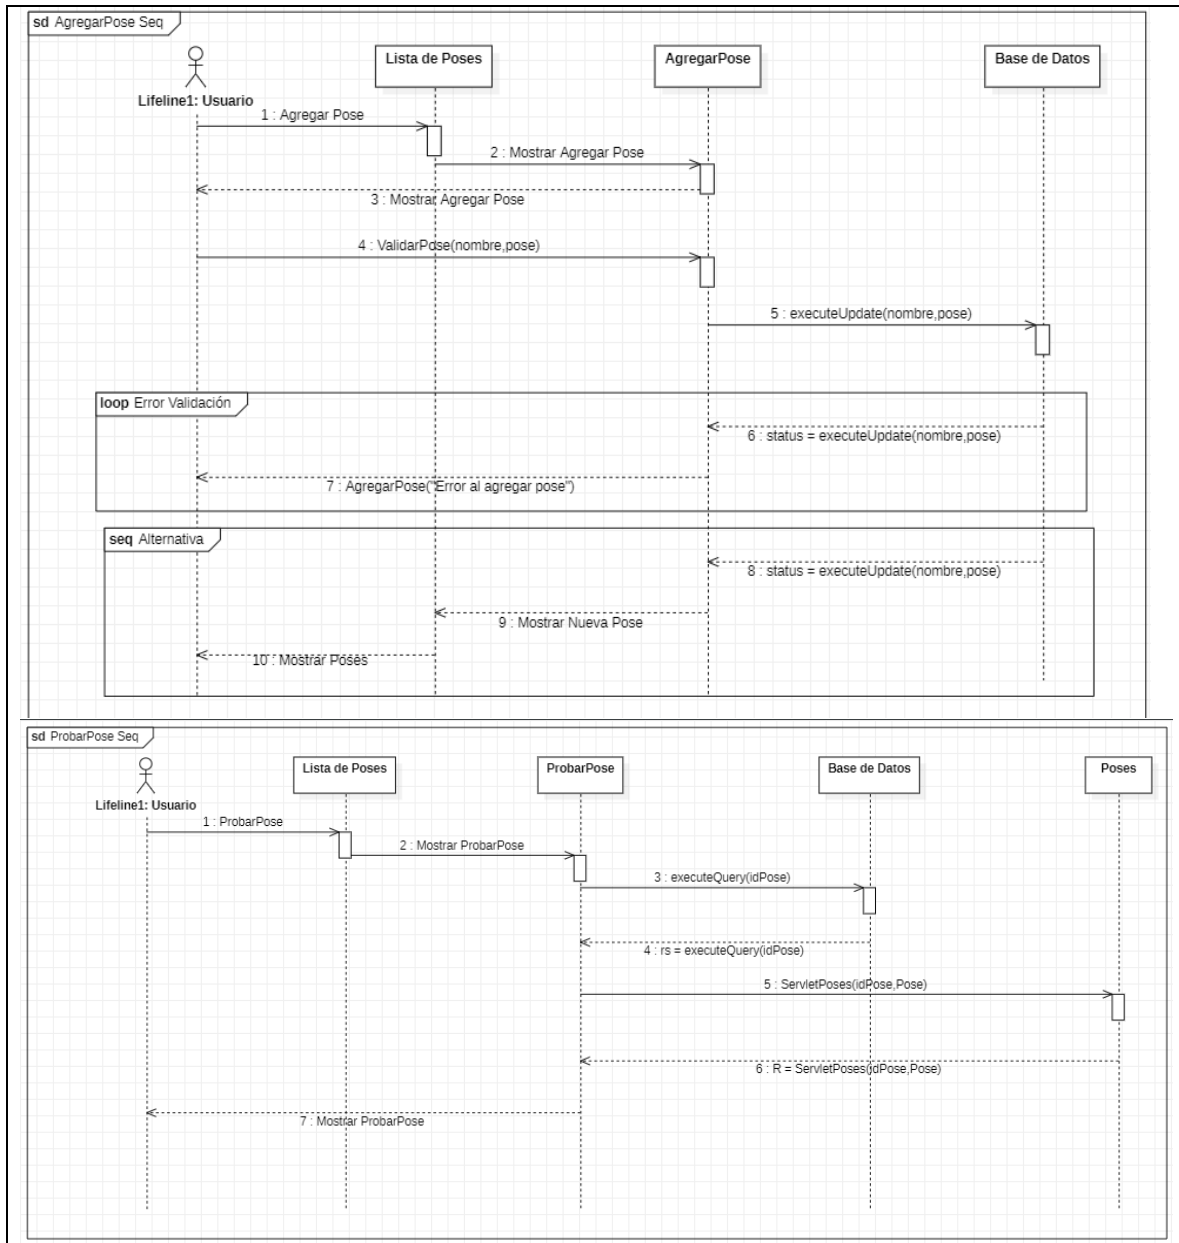 sd AgregarPose Seq
Lista de Poses
AgregarPose
Base de Datos
Lifeline1: Usuario
1 : Agregar Pose
2 : Mostrar Agregar Pose
3 : Mostrar Agregar Pose
4 : ValidarPose(nombre,pose)
5 : executeUpdate(nombre,pose)
loop Error Validación
6 : status = executeUpdate(nombre,pose)
7 : AgregarPose("Error al agregar pose")
seq Alternativa
8 : status = executeUpdate(nombre,pose)
9 : Mostrar Nueva Pose
10 : Mostrar Poses
sd ProbarPose Seq
Lista de Poses
ProbarPose
Base de Datos
Poses
Lifeline1: Usuario
1 : ProbarPose
2 : Mostrar ProbarPose
3 : executeQuery(idPose)
4 : rs = executeQuery(idPose)
5 : ServletPoses(idPose,Pose)
6 : R = ServletPoses(idPose,Pose)
7 : Mostrar ProbarPose